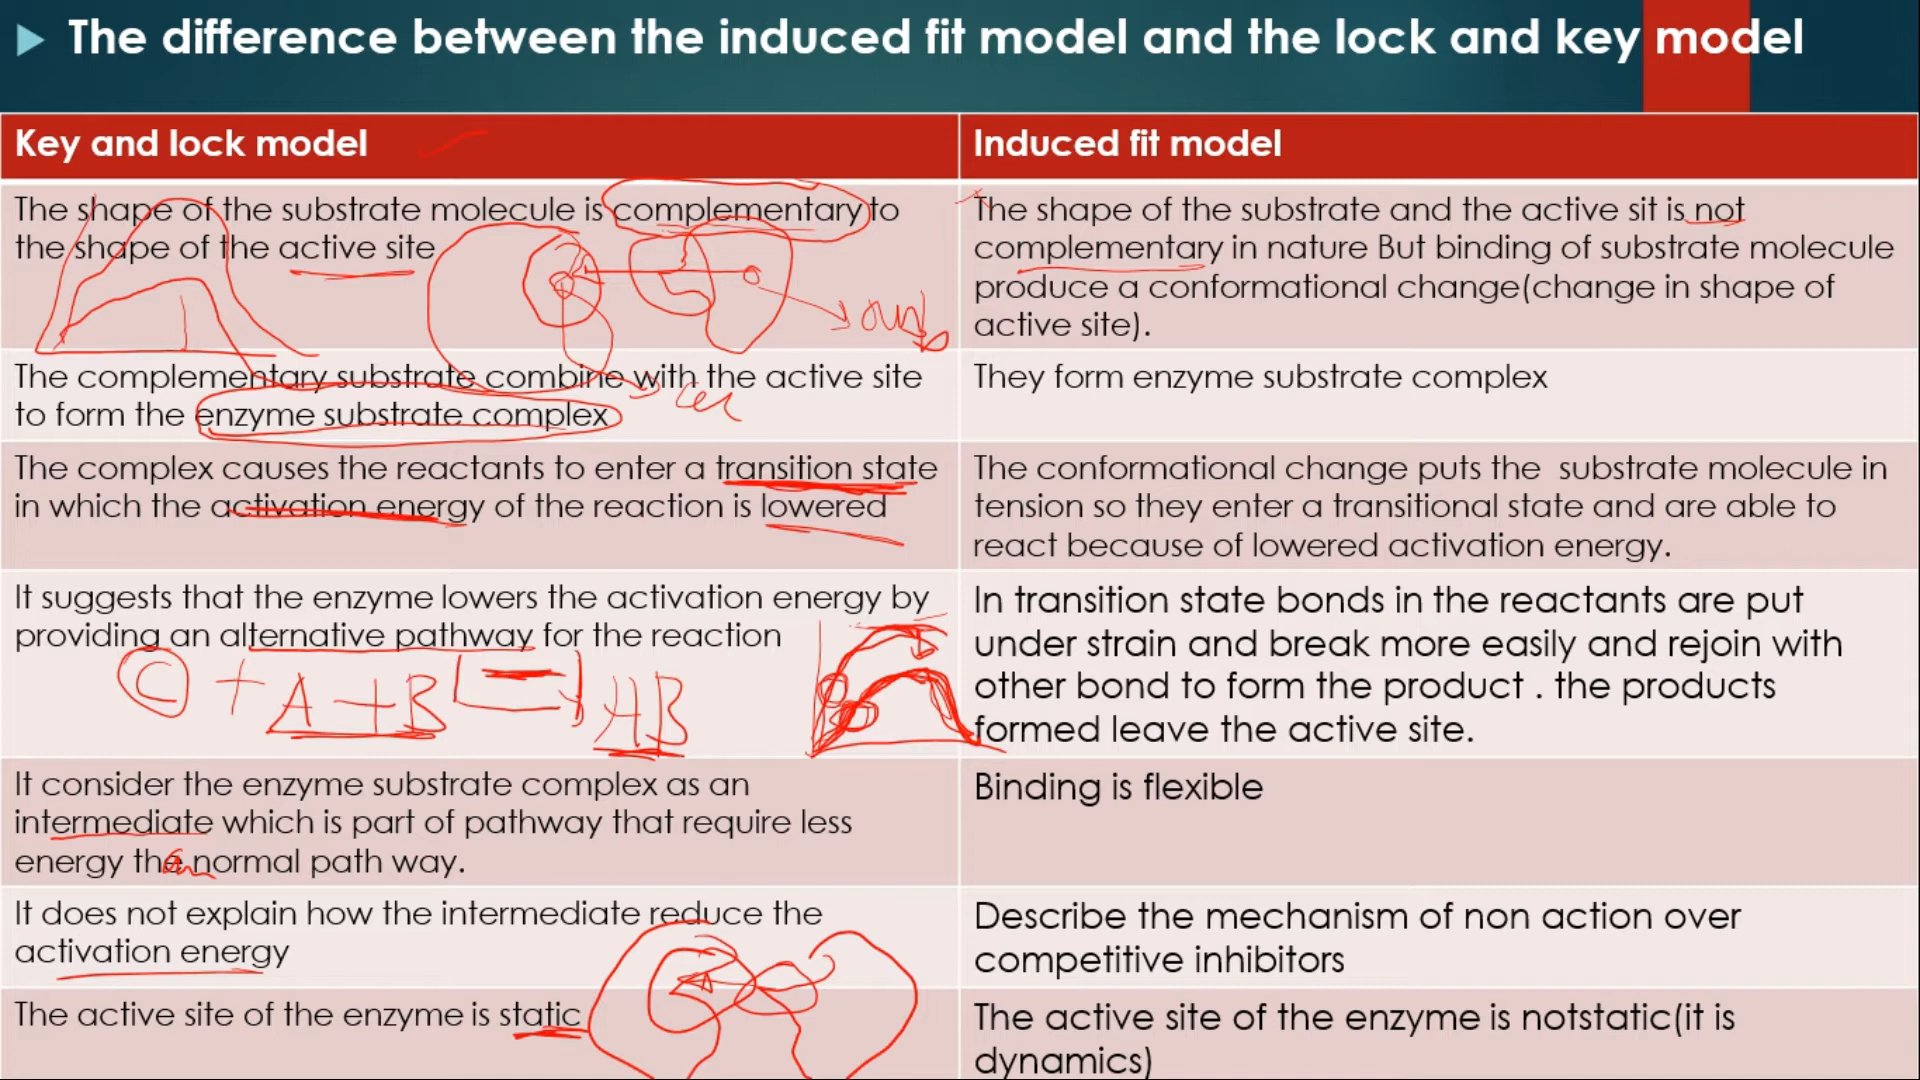 The difference between the induced fit model and the lock and key model
Key and lock model
Induced fit model
The shape of the substrate molecule is complementary to
the shape of the active site
The shape of the substrate and the active sit is not
complementary in nature But binding of substrate molecule
produce a conformational change(change in shape of
active site).
The complementary substrate combine with the active site
to form the enzyme substrate complex
They form enzyme substrate complex
The complex causes the reactants to enter a transition state
in which the activation energy of the reaction is lowered
The conformational change puts the substrate molecule in
tension so they enter a transitional state and are able to
react because of lowered activation energy.
It suggests that the enzyme lowers the activation energy by
providing an alternative pathway for the reaction
C + A + B
AB
In transition state bonds in the reactants are put
under strain and break more easily and rejoin with
other bond to form the product . the products
formed leave the active site.
It consider the enzyme substrate complex as an
intermediate which is part of pathway that require less
energy than normal path way.
Binding is flexible
It does not explain how the intermediate reduce the
activation energy
Describe the mechanism of non action over
competitive inhibitors
The active site of the enzyme is static
The active site of the enzyme is notstatic(it is
dynamics)